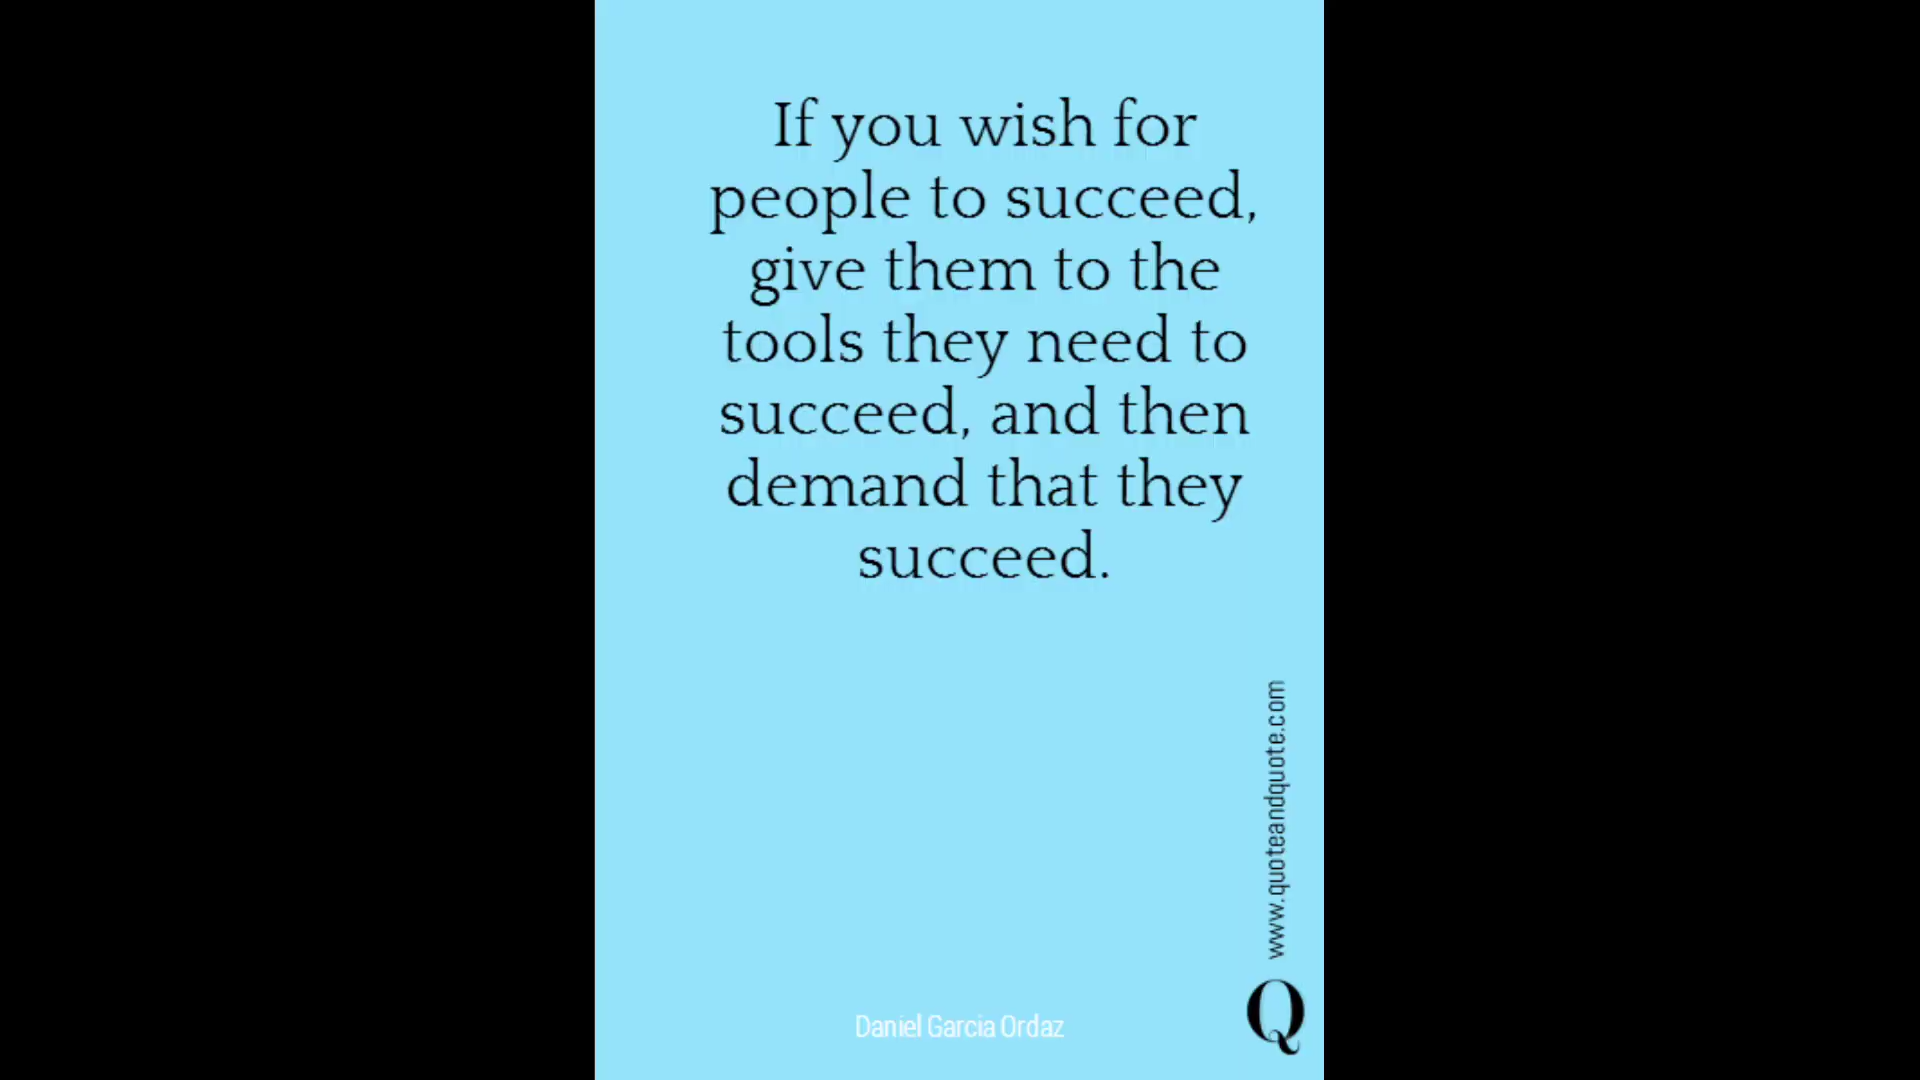 If you wish for
people to succeed,
give them to the
tools they need to
succeed, and then
demand that they
succeed.
www.quoteandquote.com
Q
Daniel Garcia Ordaz